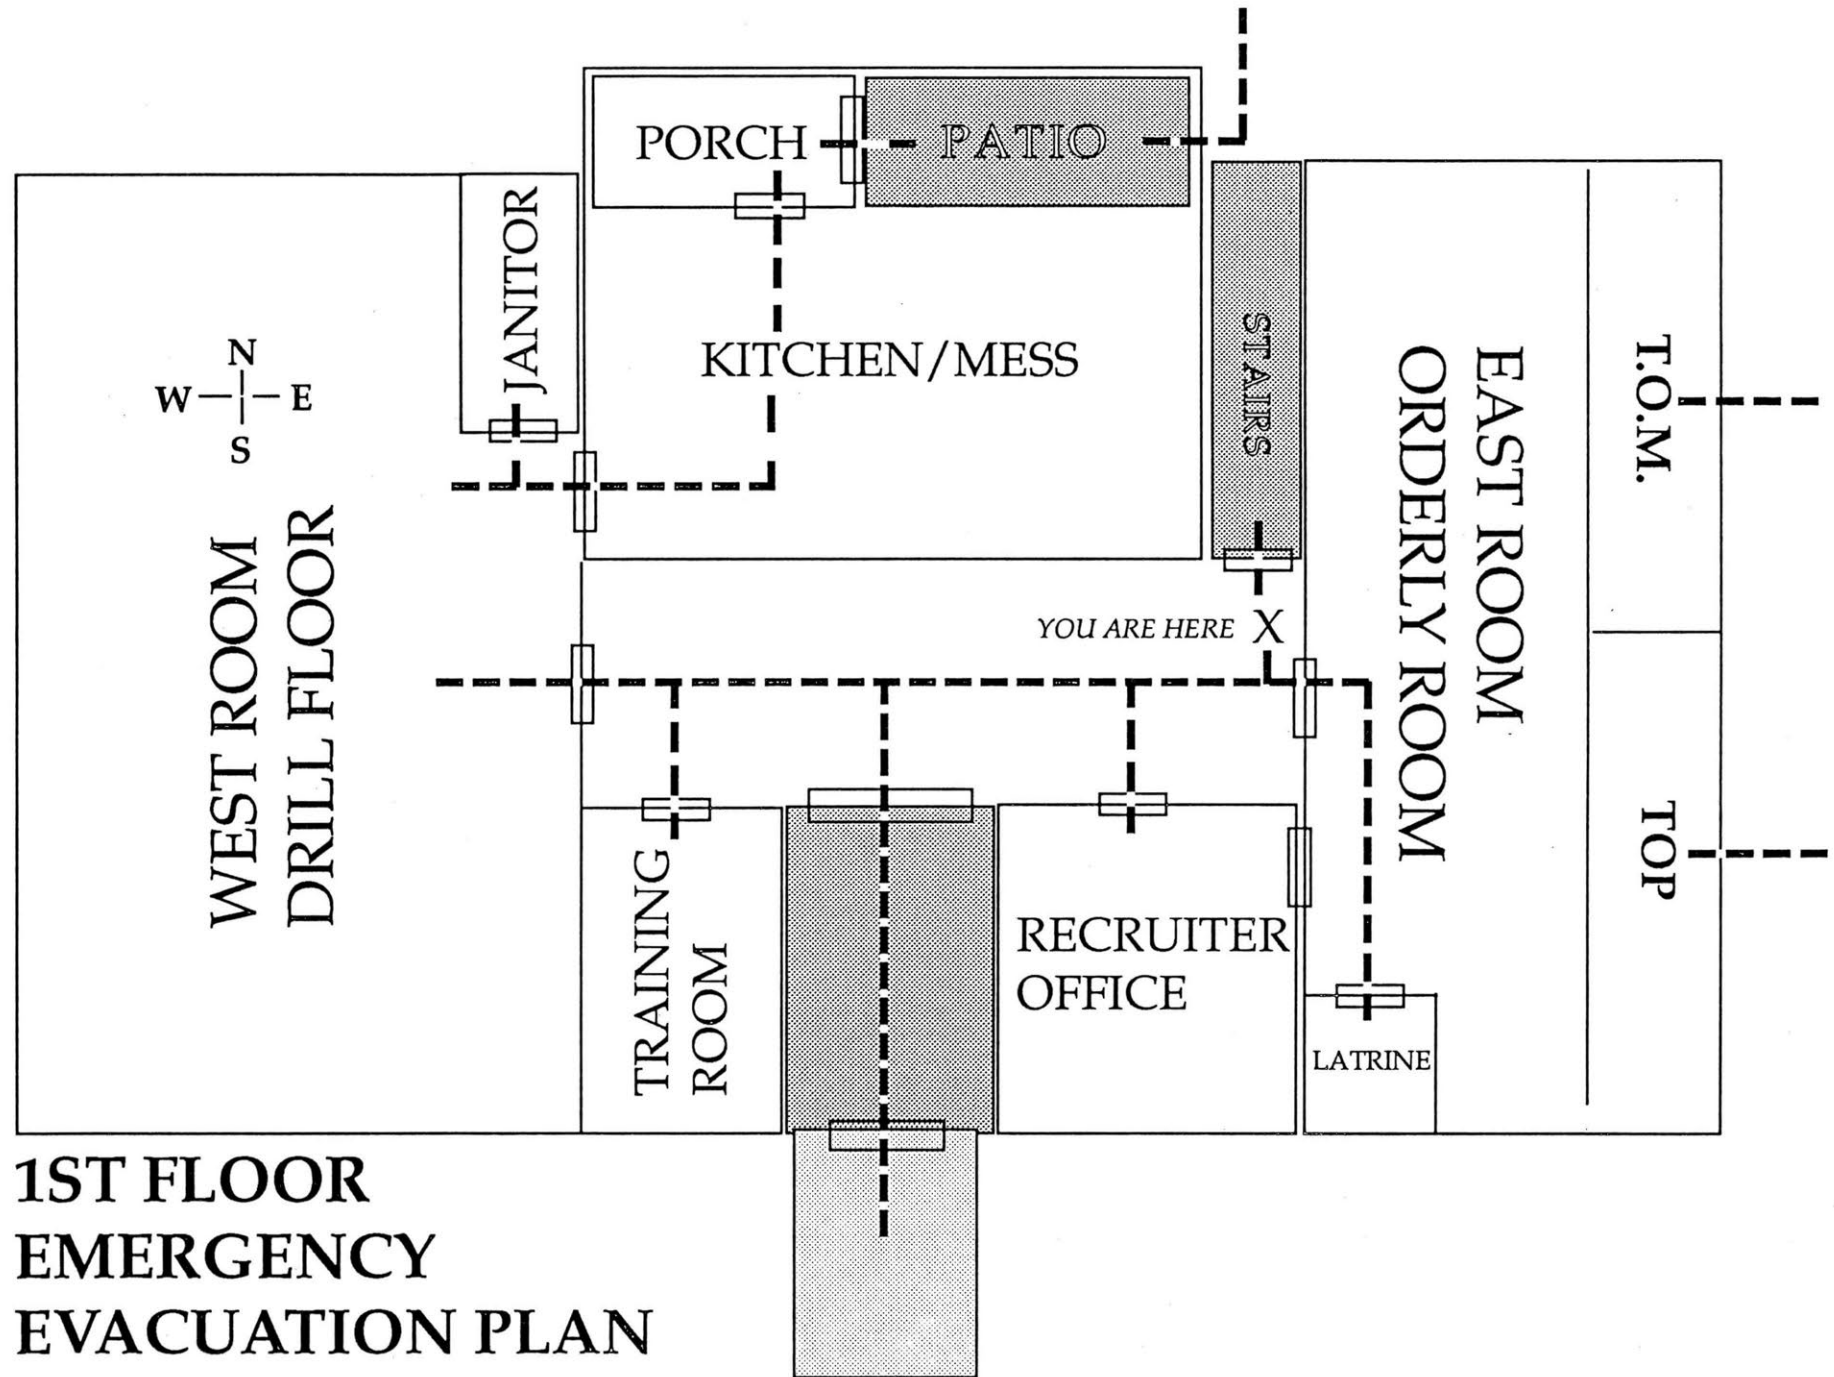 PORCH
PATIO
JANITOR
N
W E
S
KITCHEN/MESS
STAIRS
EAST ROOM
ORDERLY ROOM
T.O.M.
WEST ROOM
DRILL FLOOR
YOU ARE HERE X
TOP
TRAINING
ROOM
RECRUITER
OFFICE
LATRINE
1ST FLOOR
EMERGENCY
EVACUATION PLAN